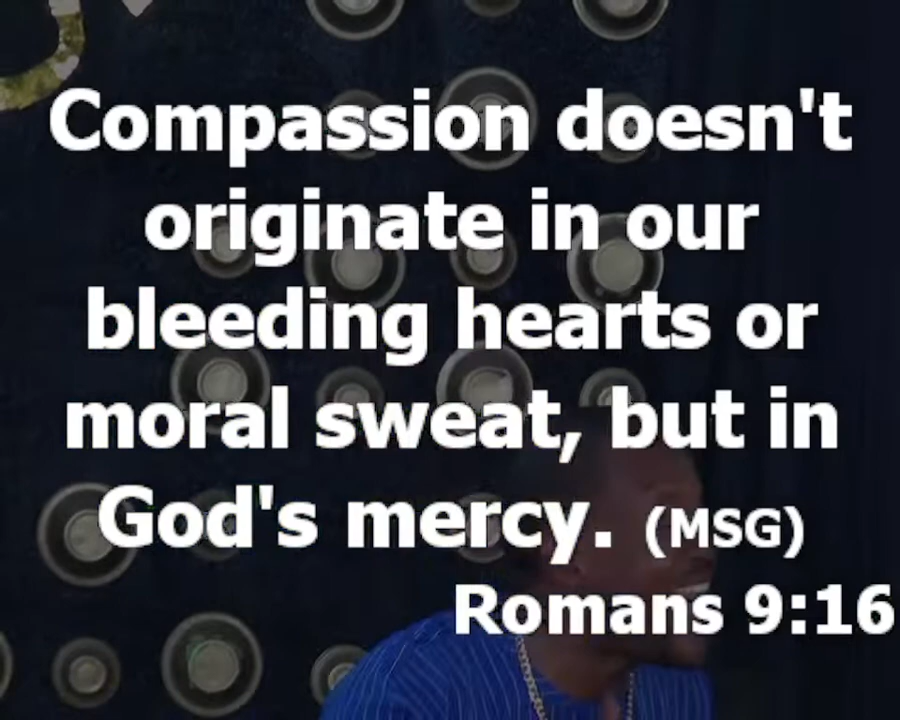 Compassion doesn't
originate in our
bleeding hearts or
moral sweat, but in
God's mercy. (MSG)
Romans 9:16